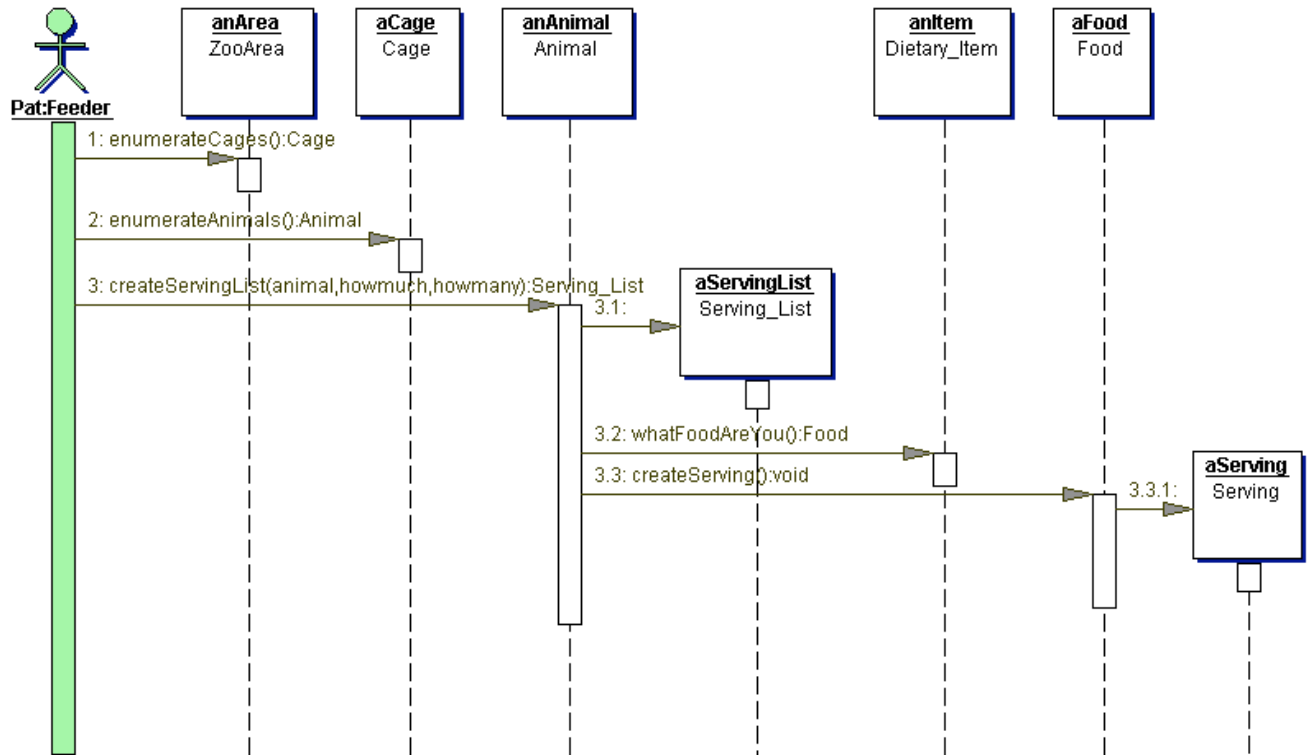 anArea
ZooArea
aCage
Cage
anAnimal
Animal
anItem
Dietary_Item
aFood
Food
Pat:Feeder
1: enumerateCages():Cage
2: enumerateAnimals():Animal
3: createServingList(animal,howmuch,howmany):Serving_List
aServingList
Serving_List
3.1:
3.2: whatFoodAreYou():Food
3.3: createServing():void
aServing
Serving
3.3.1: